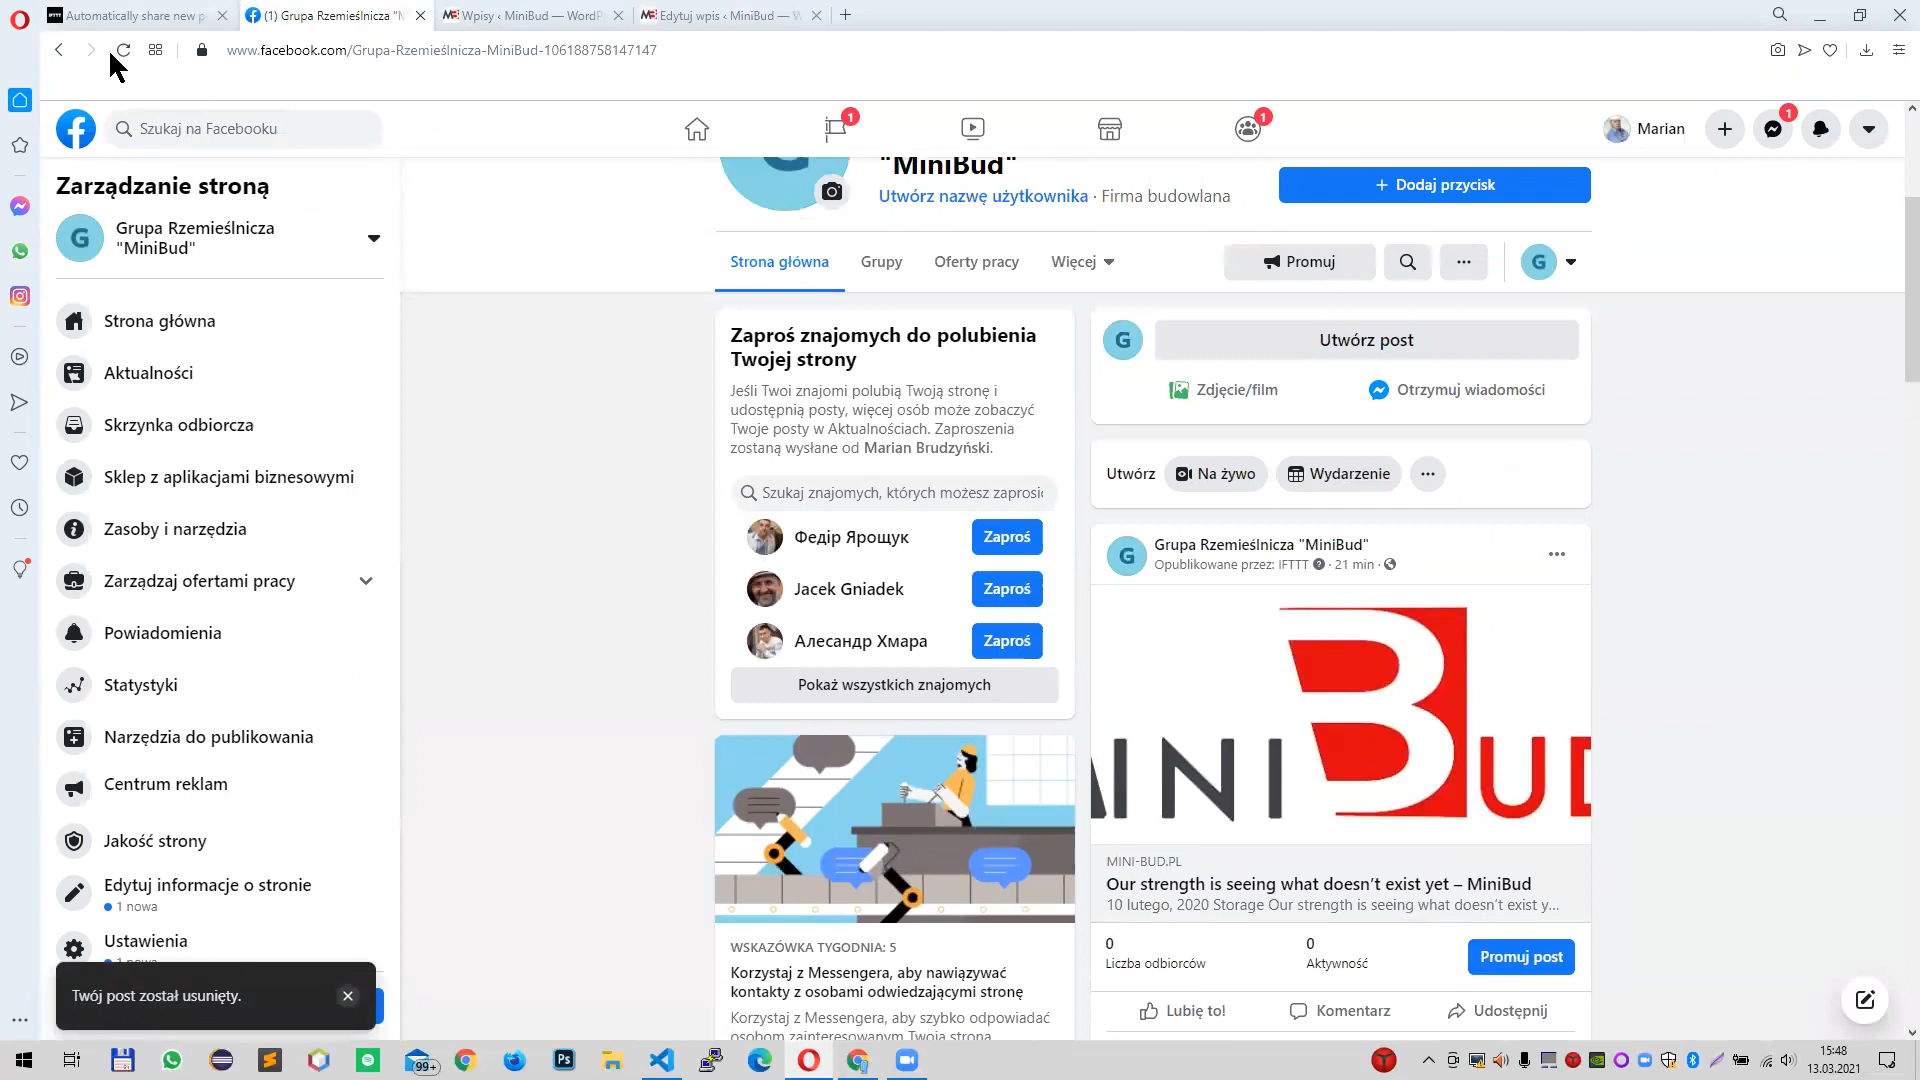 Automatically share new p
(1) Grupa Rzemieślnicza "M
Wpisy ‹ MiniBud — WordP
Edytuj wpis ‹ MiniBud — W
www.facebook.com/Grupa-Rzemieślnicza-MiniBud-106188758147147
Szukaj na Facebooku
1
1
Marian
1
Zarządzanie stroną
Grupa Rzemieślnicza
"MiniBud"
Strona główna
Aktualności
Skrzynka odbiorcza
Sklep z aplikacjami biznesowymi
Zasoby i narzędzia
Zarządzaj ofertami pracy
Powiadomienia
Statystyki
Narzędzia do publikowania
Centrum reklam
Jakość strony
Edytuj informacje o stronie
1 nowa
Ustawienia
1 nowa
Twój post został usunięty.
"MiniBud"
Utwórz nazwę użytkownika · Firma budowlana
Dodaj przycisk
Strona główna
Grupy
Oferty pracy
Więcej
Promuj
G
Zaproś znajomych do polubienia
Twojej strony
Jeśli Twoi znajomi polubią Twoją stronę i
udostępnią posty, więcej osób może zobaczyć
Twoje posty w Aktualnościach. Zaproszenia
zostaną wysłane od Marian Brudzyński.
Szukaj znajomych, których możesz zaprosić
Федір Ярощук
Zaproś
Jacek Gniadek
Zaproś
Алесандр Хмара
Zaproś
Pokaż wszystkich znajomych
WSKAZÓWKA TYGODNIA: 5
Korzystaj z Messengera, aby nawiązywać
kontakty z osobami odwiedzającymi stronę
Korzystaj z Messengera, aby szybko odpowiadać
osobom zainteresowanym Twoją stroną
G
Utwórz post
Zdjęcie/film
Otrzymuj wiadomości
Utwórz
Na żywo
Wydarzenie
G
Grupa Rzemieślnicza "MiniBud"
Opublikowane przez: IFTTT · 21 min ·
MINIBUD
MINI-BUD.PL
Our strength is seeing what doesn't exist yet – MiniBud
10 lutego, 2020 Storage Our strength is seeing what doesn't exist y...
0
Liczba odbiorców
0
Aktywność
Promuj post
Lubię to!
Komentarz
Udostępnij
99+
15:48
13.03.2021